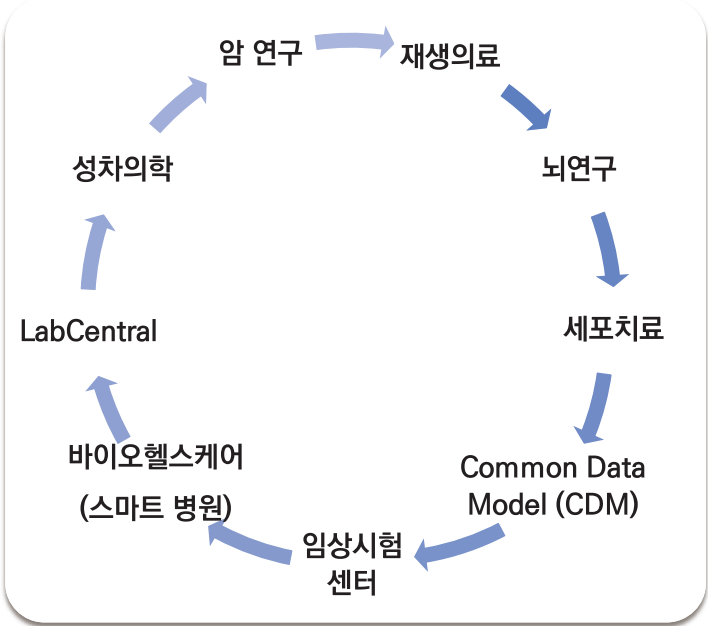 암 연구
재생의료
뇌연구
세포치료
Common Data
Model (CDM)
임상시험
센터
바이오헬스케어
(스마트 병원)
LabCentral
성차의학